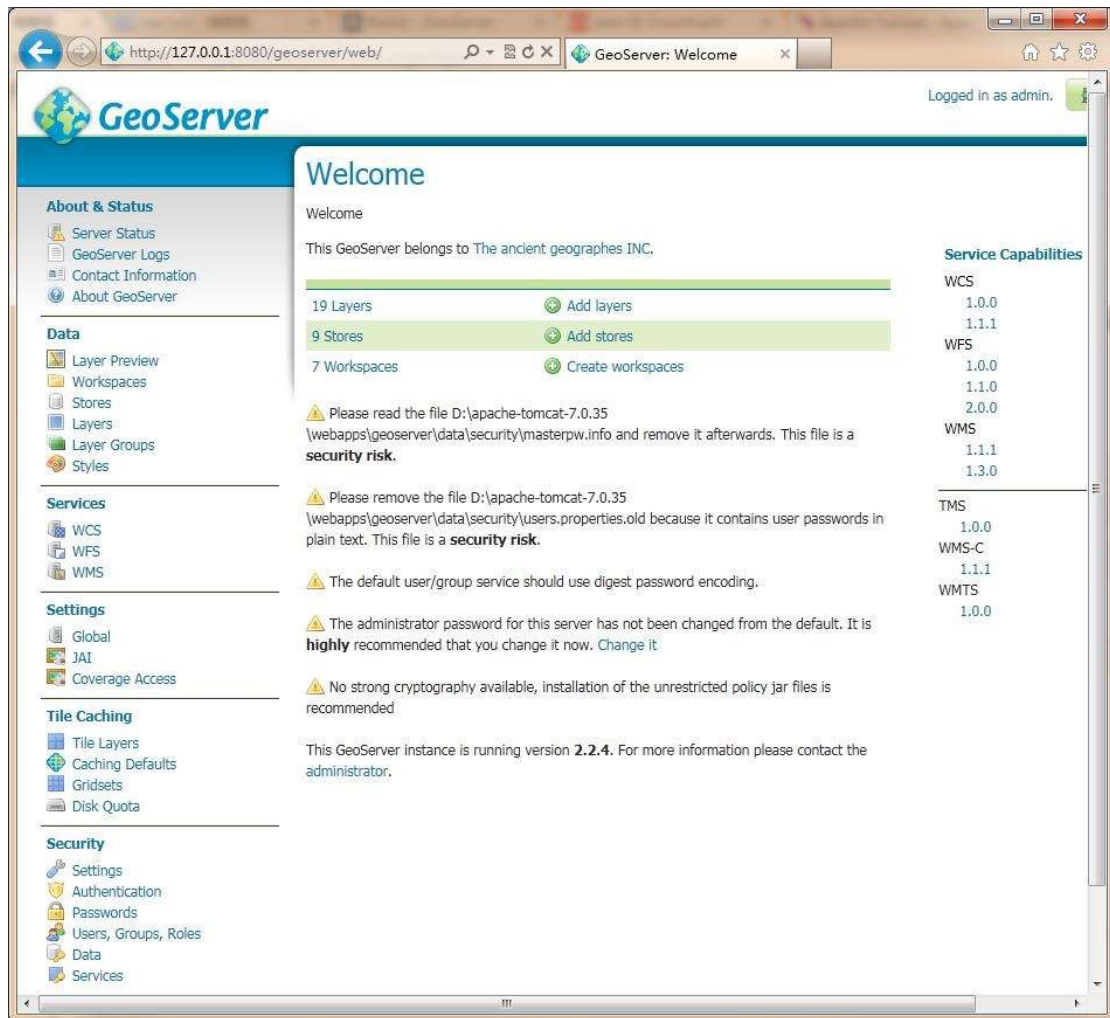 http://127.0.0.1:8080/geoserver/web/
GeoServer: Welcome
GeoServer
Logged in as admin.
About & Status
Server Status
GeoServer Logs
Contact Information
About GeoServer
Data
Layer Preview
Workspaces
Stores
Layers
Layer Groups
Styles
Services
WCS
WFS
WMS
Settings
Global
JAI
Coverage Access
Tile Caching
Tile Layers
Caching Defaults
Gridsets
Disk Quota
Security
Settings
Authentication
Passwords
Users, Groups, Roles
Data
Services
Welcome
Welcome
This GeoServer belongs to The ancient geographes INC.
19 Layers Add layers
9 Stores Add stores
7 Workspaces Create workspaces
Please read the file D:\apache-tomcat-7.0.35
\webapps\geoserver\data\security\masterpw.info and remove it afterwards. This file is a
security risk.
Please remove the file D:\apache-tomcat-7.0.35
\webapps\geoserver\data\security\users.properties.old because it contains user passwords in
plain text. This file is a security risk.
The default user/group service should use digest password encoding.
The administrator password for this server has not been changed from the default. It is
highly recommended that you change it now. Change it
No strong cryptography available, installation of the unrestricted policy jar files is
recommended
This GeoServer instance is running version 2.2.4. For more information please contact the
administrator.
Service Capabilities
WCS
1.0.0
1.1.1
WFS
1.0.0
1.1.0
2.0.0
WMS
1.1.1
1.3.0
TMS
1.0.0
WMS-C
1.1.1
WMTS
1.0.0